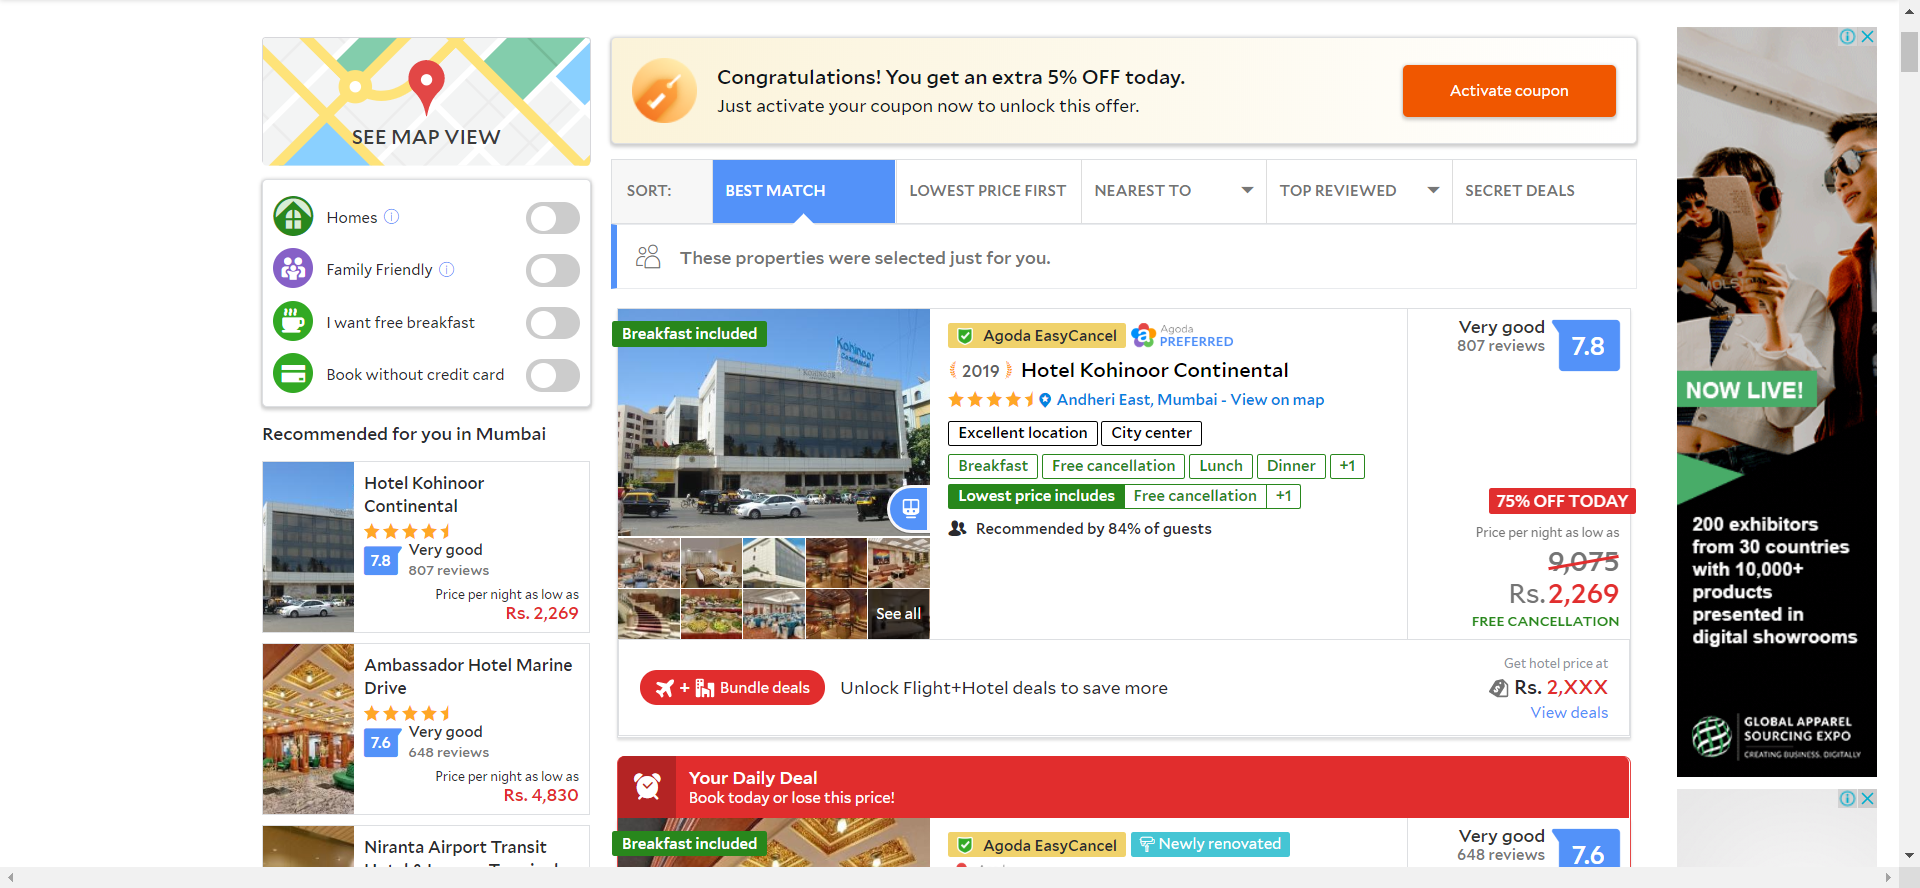 SEE MAP VIEW
Homes
Family Friendly
I want free breakfast
Book without credit card
Recommended for you in Mumbai
Hotel Kohinoor
Continental
7.8
Very good
807 reviews
Price per night as low as
Rs. 2,269
Ambassador Hotel Marine
Drive
7.6
Very good
648 reviews
Price per night as low as
Rs. 4,830
Niranta Airport Transit
Congratulations! You get an extra 5% OFF today.
Just activate your coupon now to unlock this offer.
Activate coupon
SORT:
BEST MATCH
LOWEST PRICE FIRST
NEAREST TO
TOP REVIEWED
SECRET DEALS
These properties were selected just for you.
Breakfast included
Kohinoor
Continental
See all
Agoda EasyCancel
Agoda
PREFERRED
2019 Hotel Kohinoor Continental
Andheri East, Mumbai - View on map
Excellent location
City center
Breakfast
Free cancellation
Lunch
Dinner
+1
Lowest price includes
Free cancellation
+1
Recommended by 84% of guests
Very good
807 reviews
7.8
75% OFF TODAY
Price per night as low as
9,075
Rs. 2,269
FREE CANCELLATION
+ Bundle deals
Unlock Flight+Hotel deals to save more
Get hotel price at
Rs. 2,XXX
View deals
Your Daily Deal
Book today or lose this price!
Breakfast included
Agoda EasyCancel
Newly renovated
Very good
648 reviews
7.6
NOW LIVE!
200 exhibitors
from 30 countries
with 10,000+
products
presented in
digital showrooms
GLOBAL APPAREL
SOURCING EXPO
CREATING BUSINESS, DIGITALLY